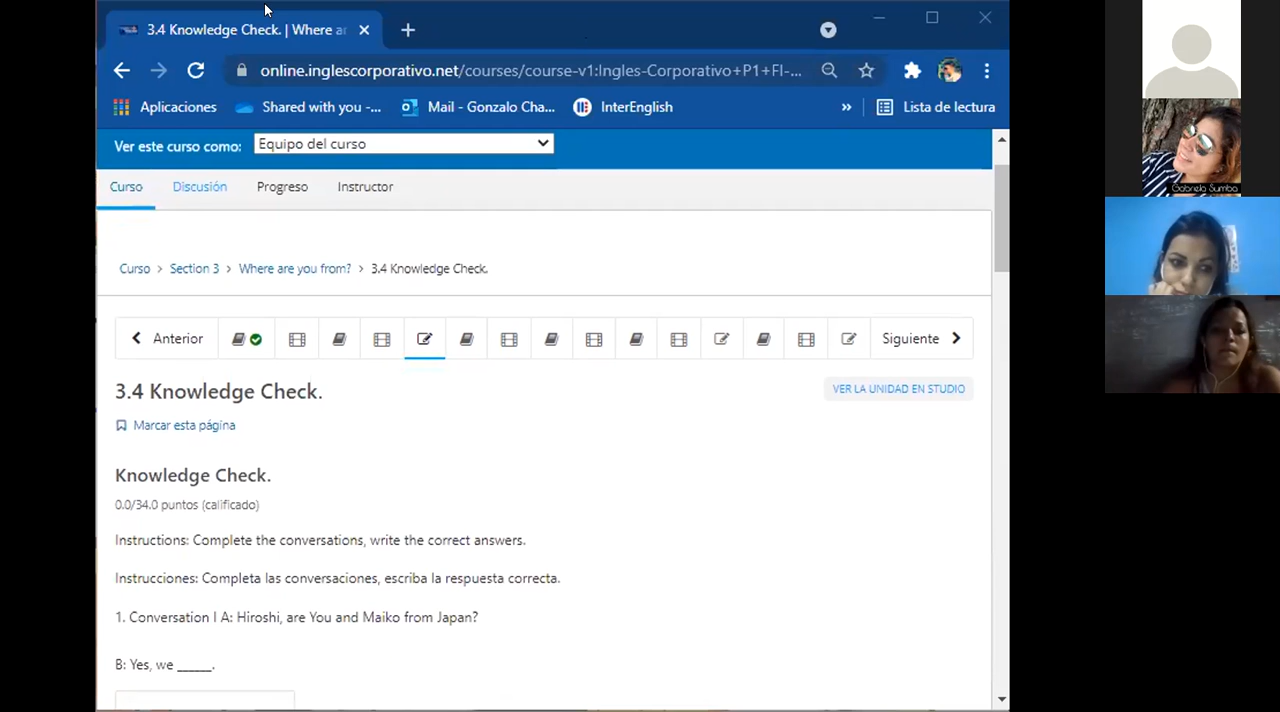 3.4 Knowledge Check. | Where ar
online.inglescorporativo.net/courses/course-v1:Ingles-Corporativo+P1+FI-...
Aplicaciones Shared with you -... Mail - Gonzalo Cha... InterEnglish » Lista de lectura
Ver este curso como: Equipo del curso
Curso Discusión Progreso Instructor
Curso > Section 3 > Where are you from? > 3.4 Knowledge Check.
Anterior Siguiente
3.4 Knowledge Check. VER LA UNIDAD EN STUDIO
Marcar esta página
Knowledge Check.
0.0/34.0 puntos (calificado)
Instructions: Complete the conversations, write the correct answers.
Instrucciones: Completa las conversaciones, escriba la respuesta correcta.
1. Conversation I A: Hiroshi, are You and Maiko from Japan?
B: Yes, we ______.
Gabriela Sumba